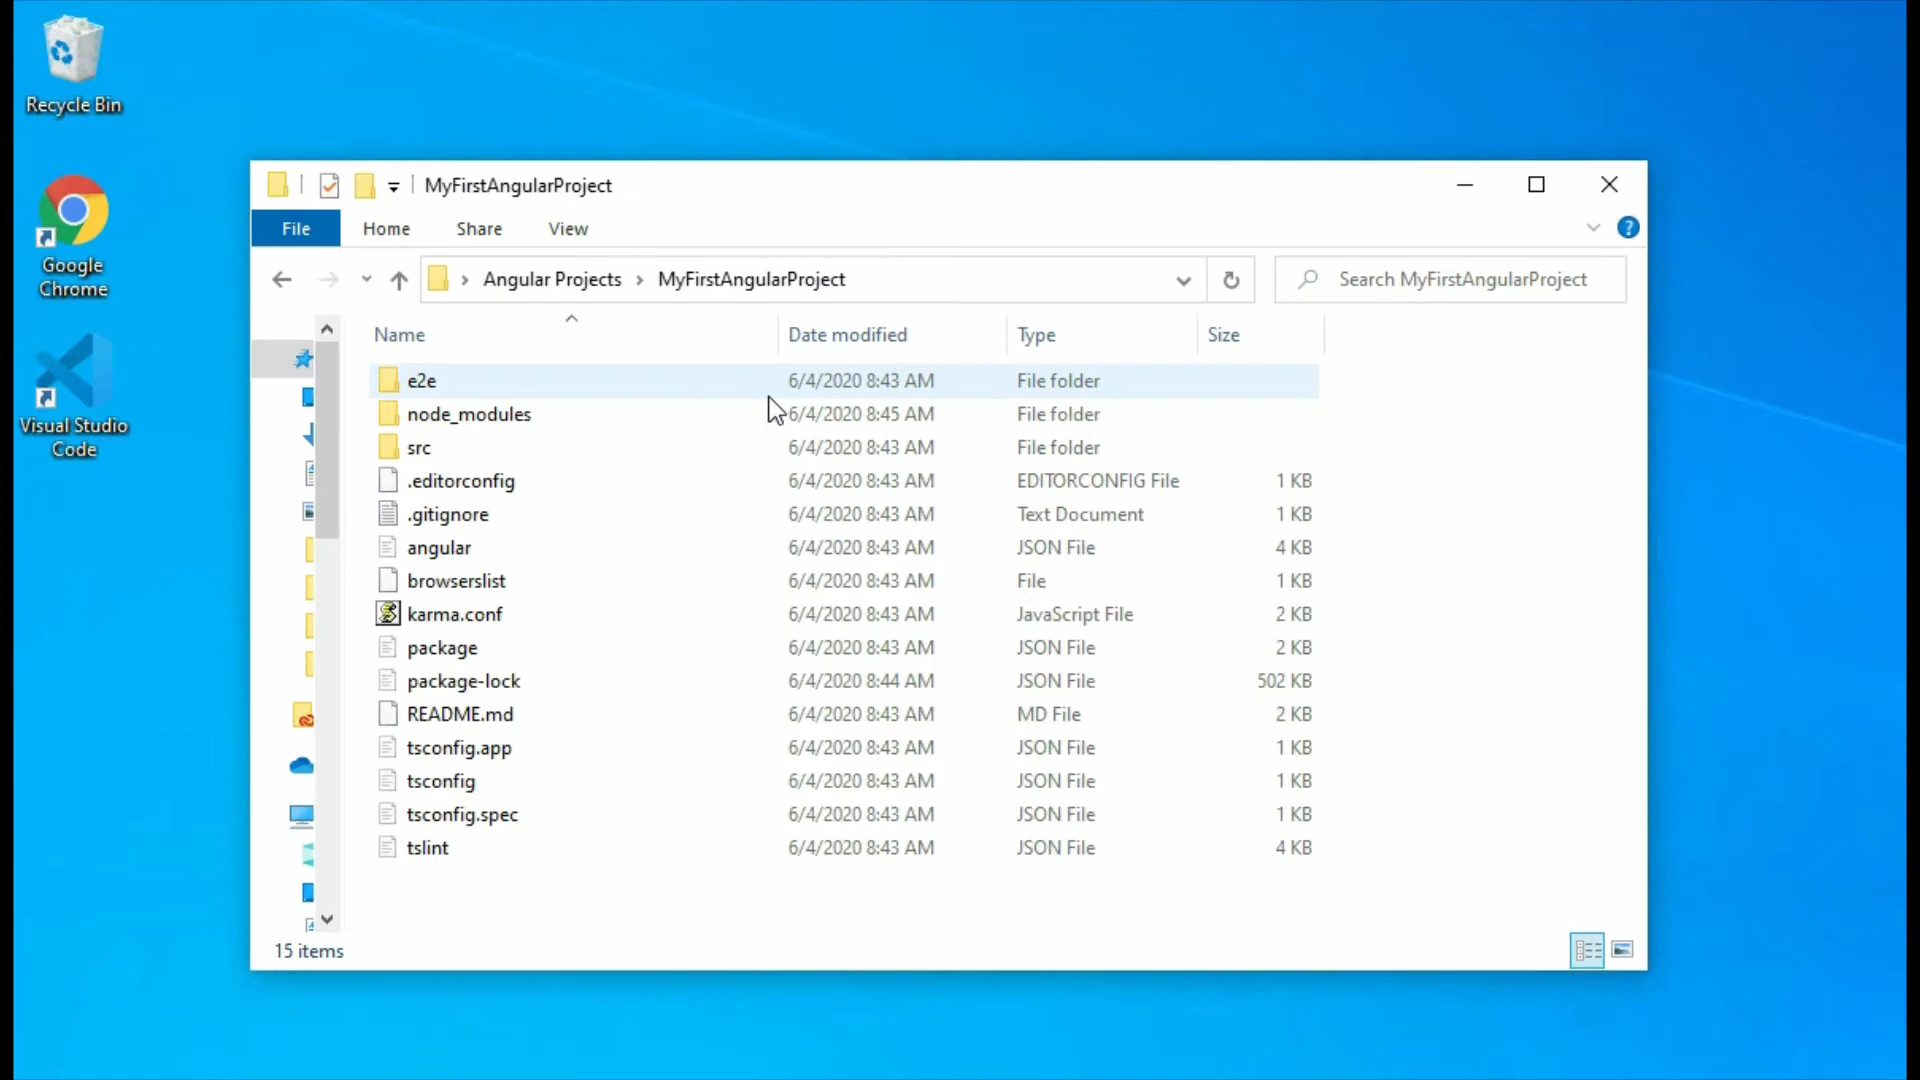 Recycle Bin
Google
Chrome
Visual Studio
Code
MyFirstAngularProject
File Home Share View ?
Angular Projects MyFirstAngularProject Search MyFirstAngularProject
Name Date modified Type Size
e2e 6/4/2020 8:43 AM File folder
node_modules 6/4/2020 8:45 AM File folder
src 6/4/2020 8:43 AM File folder
.editorconfig 6/4/2020 8:43 AM EDITORCONFIG File 1 KB
.gitignore 6/4/2020 8:43 AM Text Document 1 KB
angular 6/4/2020 8:43 AM JSON File 4 KB
browserslist 6/4/2020 8:43 AM File 1 KB
karma.conf 6/4/2020 8:43 AM JavaScript File 2 KB
package 6/4/2020 8:43 AM JSON File 2 KB
package-lock 6/4/2020 8:44 AM JSON File 502 KB
README.md 6/4/2020 8:43 AM MD File 2 KB
tsconfig.app 6/4/2020 8:43 AM JSON File 1 KB
tsconfig 6/4/2020 8:43 AM JSON File 1 KB
tsconfig.spec 6/4/2020 8:43 AM JSON File 1 KB
tslint 6/4/2020 8:43 AM JSON File 4 KB
15 items